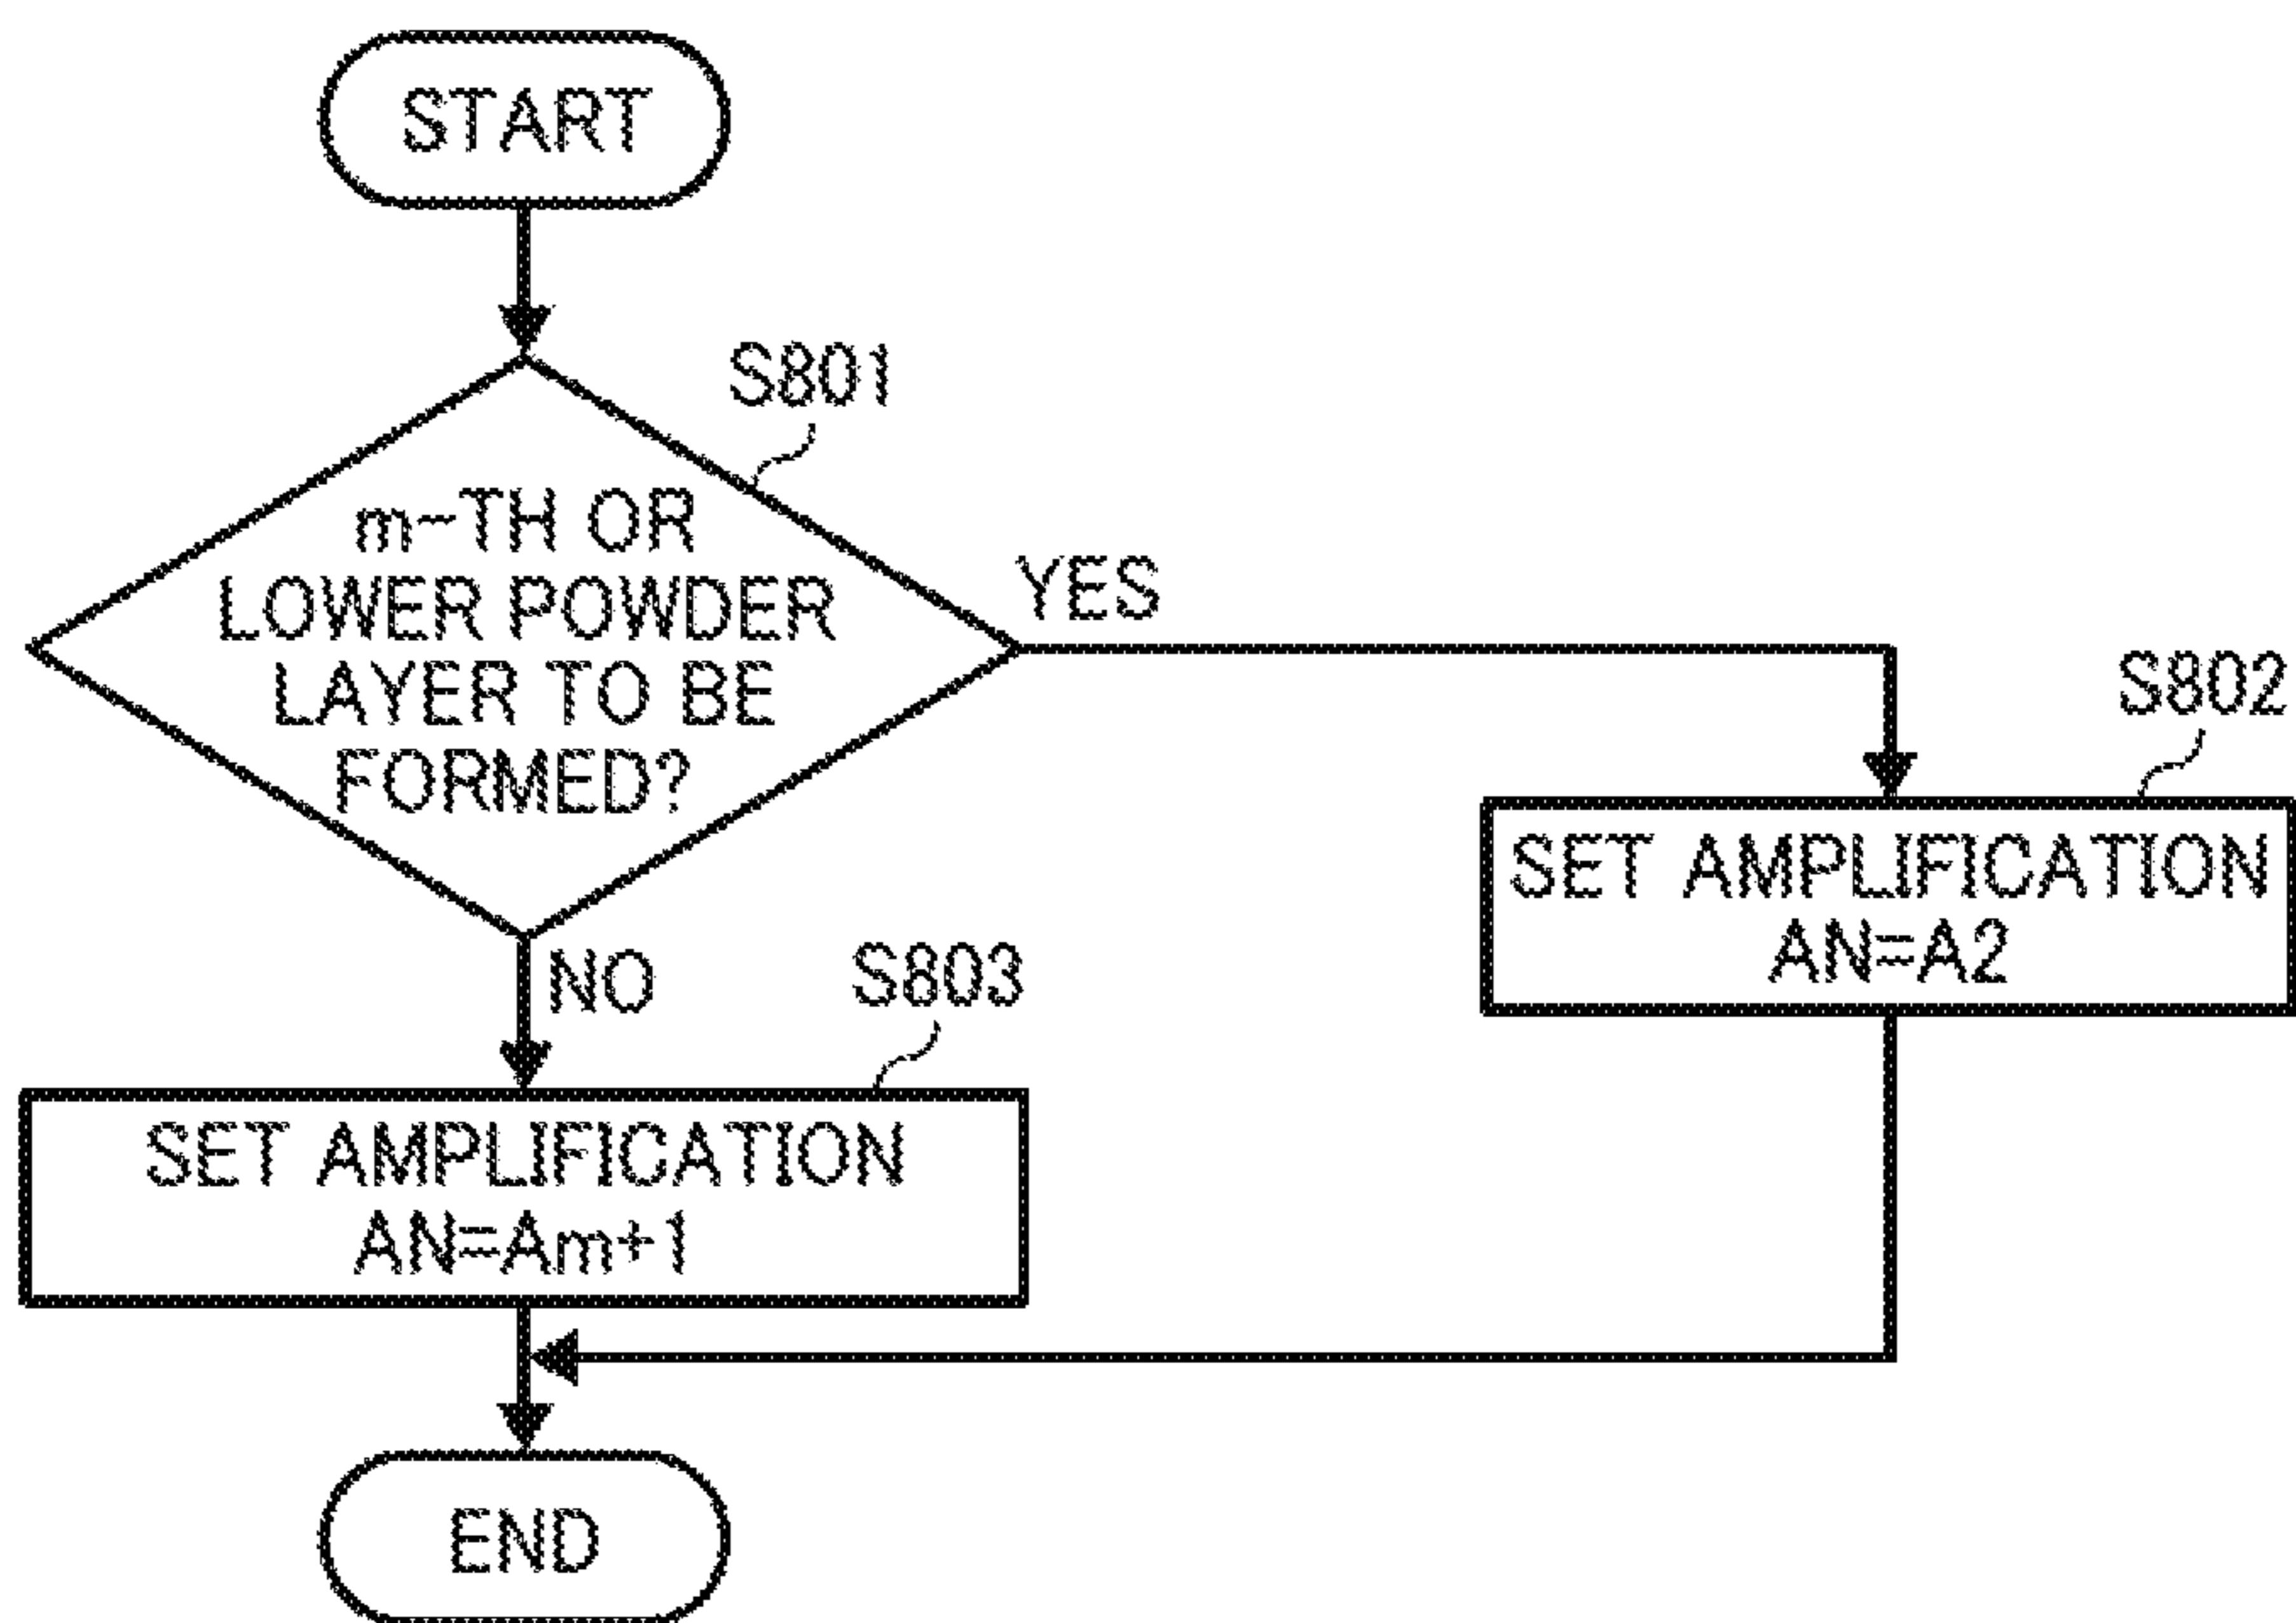 START
S801
m-TH OR
LOWER POWDER
LAYER TO BE
FORMED?
YES
S802
SET AMPLIFICATION
AN=A2
NO
S803
SET AMPLIFICATION
AN=Am+1
END